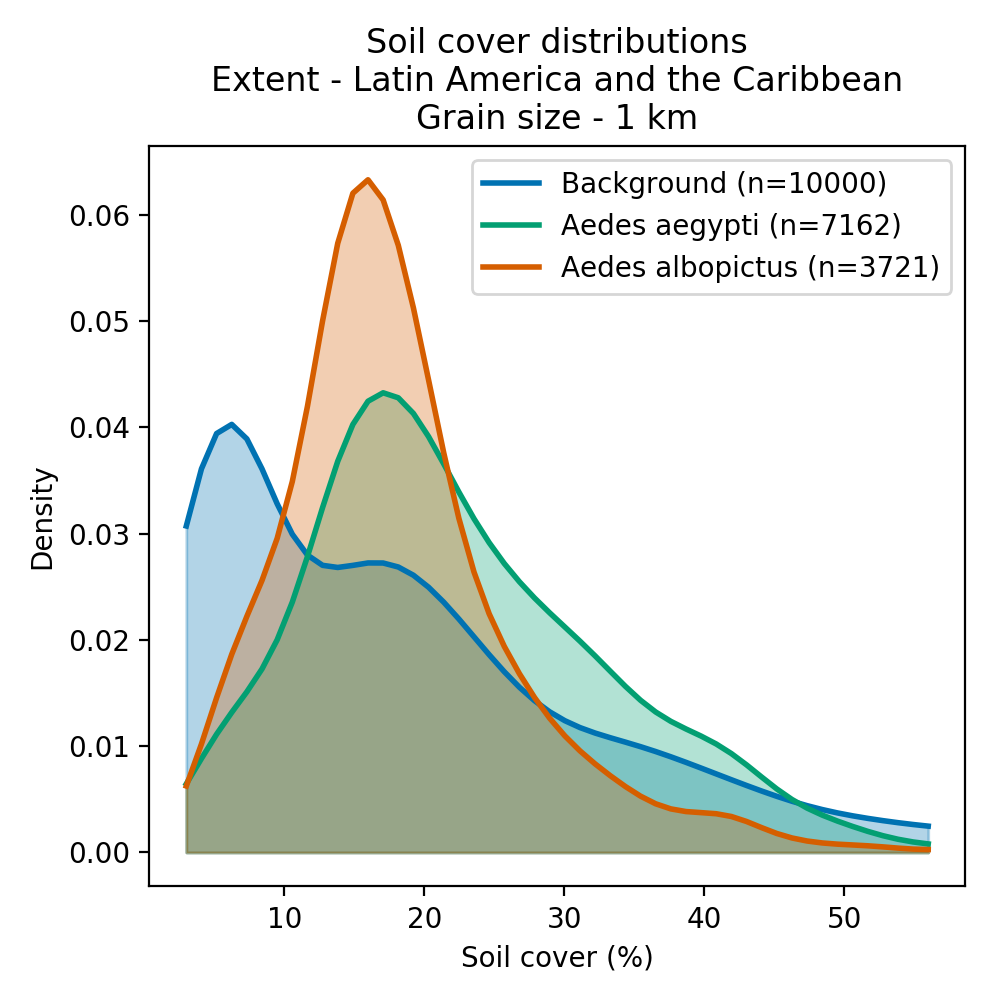 Soil cover distributions
Extent - Latin America and the Caribbean
Grain size - 1 km
Background (n=10000)
Aedes aegypti (n=7162)
Aedes albopictus (n=3721)
Density
0.06
0.05
0.04
0.03
0.02
0.01
0.00
10 20 30 40 50
Soil cover (%)